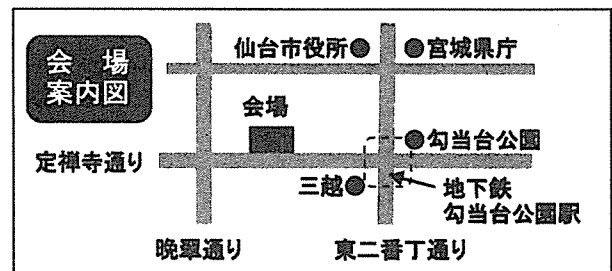 会場
案内図
仙台市役所
宮城県庁
会場
勾当台公園
定禅寺通り
三越
地下鉄
勾当台公園駅
晩翠通り
東二番丁通り